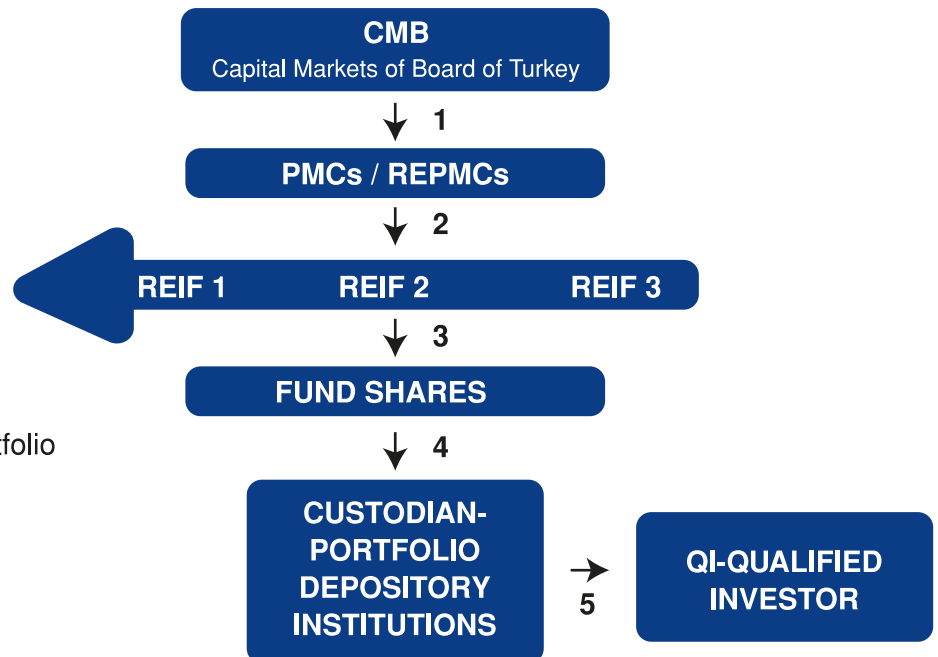 CMB
Capital Markets of Board of Turkey
1
PMCs / REPMCs
2
REIF 1 REIF 2 REIF 3
3
FUND SHARES
4
CUSTODIAN-
PORTFOLIO
DEPOSITORY
INSTITUTIONS
5
QI-QUALIFIED
INVESTOR